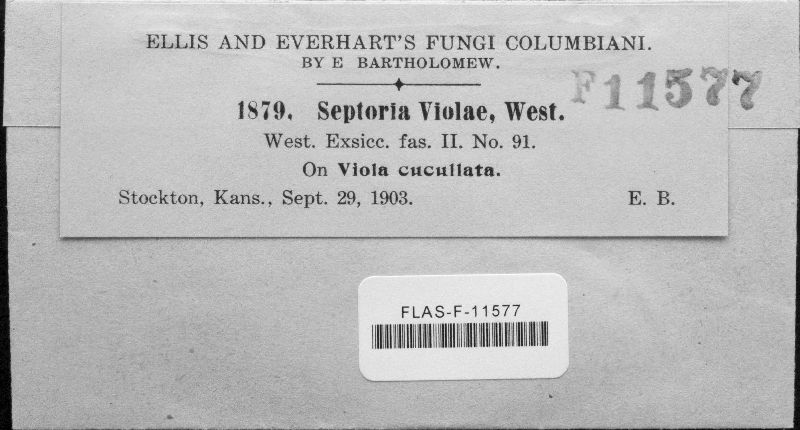 ELLIS AND EVERHART'S FUNGI COLUMBIANI.
BY E BARTHOLOMEW.
F11577
1879. Septoria Violae, West.
West. Exsicc. fas. II. No. 91.
On Viola cucullata.
Stockton, Kans., Sept. 29, 1903. E. B.
FLAS-F-11577